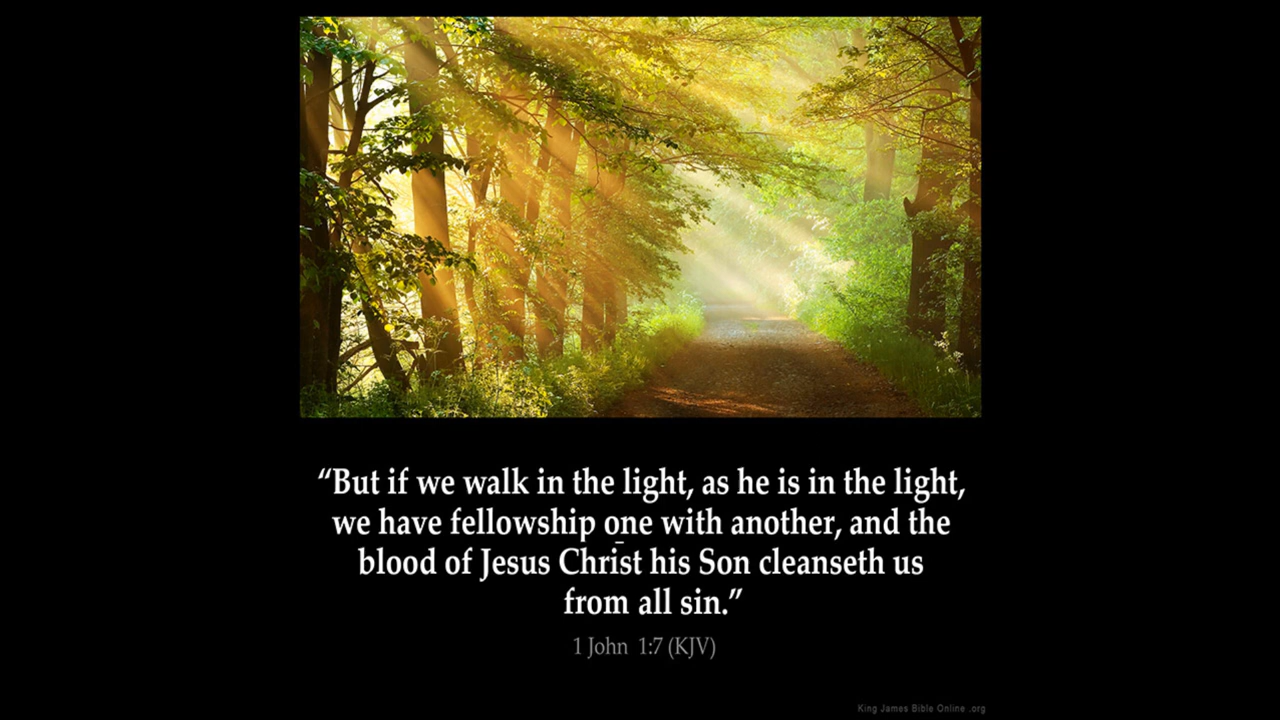 “But if we walk in the light, as he is in the light,
we have fellowship one with another, and the
blood of Jesus Christ his Son cleanseth us
from all sin.”
1 John 1:7 (KJV)
King James Bible Online .org